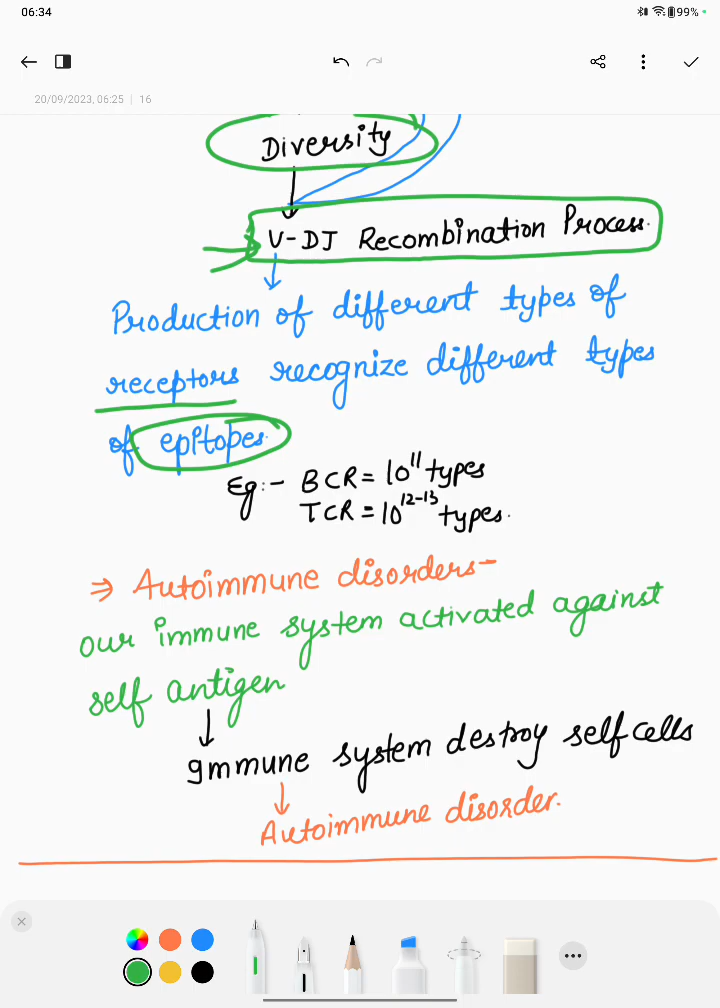 06:34
99%
20/09/2023, 06:25 | 16
Diversity
V-DJ Recombination Process.
Production of different types of
receptors recognize different types
of epitopes.
Eg:- BCR = 10¹¹ types
TCR = 10¹²⁻¹³ types.
⇒ Autoimmune disorders-
our immune system activated against
self antigen
↓
Immune system destroy self cells
↓
Autoimmune disorder.